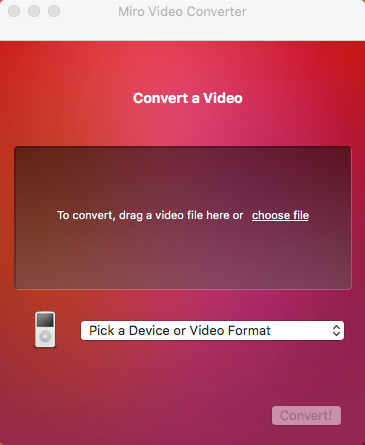 Miro Video Converter
Convert a Video
To convert, drag a video file here or choose file
Pick a Device or Video Format
Convert!